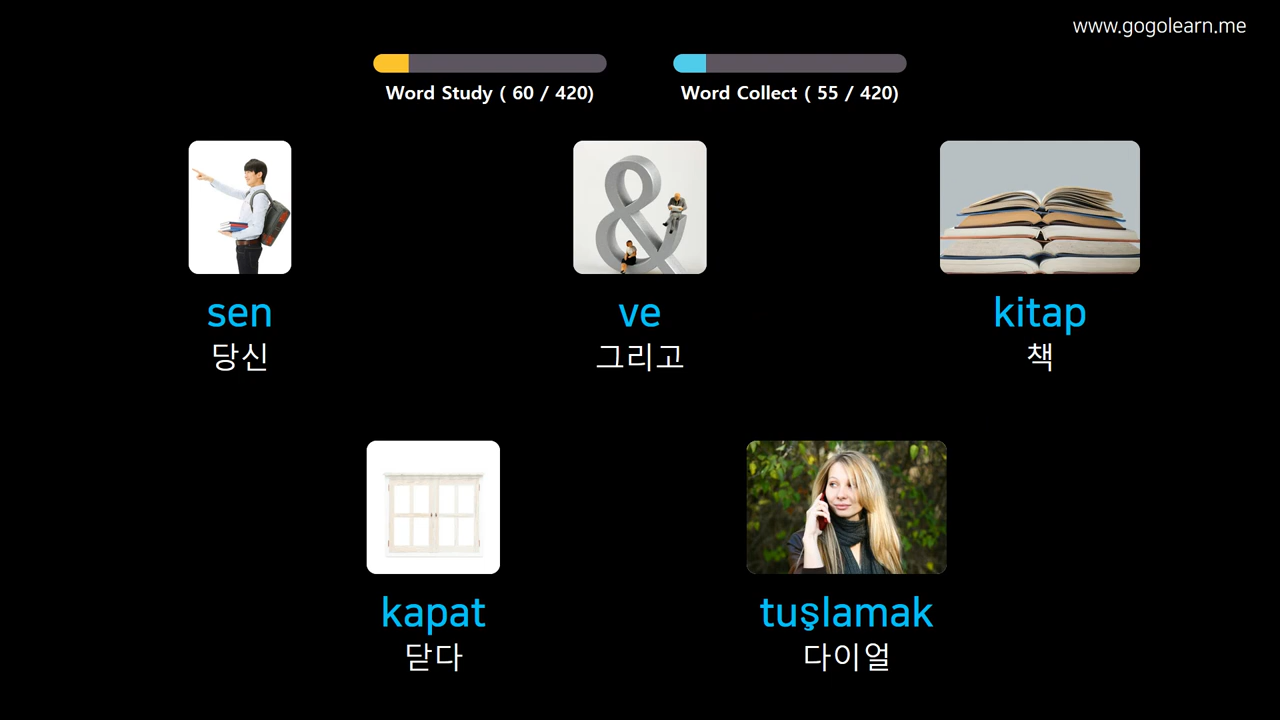 www.gogolearn.me
Word Study ( 60 / 420)
Word Collect ( 55 / 420)
sen
당신
ve
그리고
kitap
책
kapat
닫다
tuşlamak
다이얼